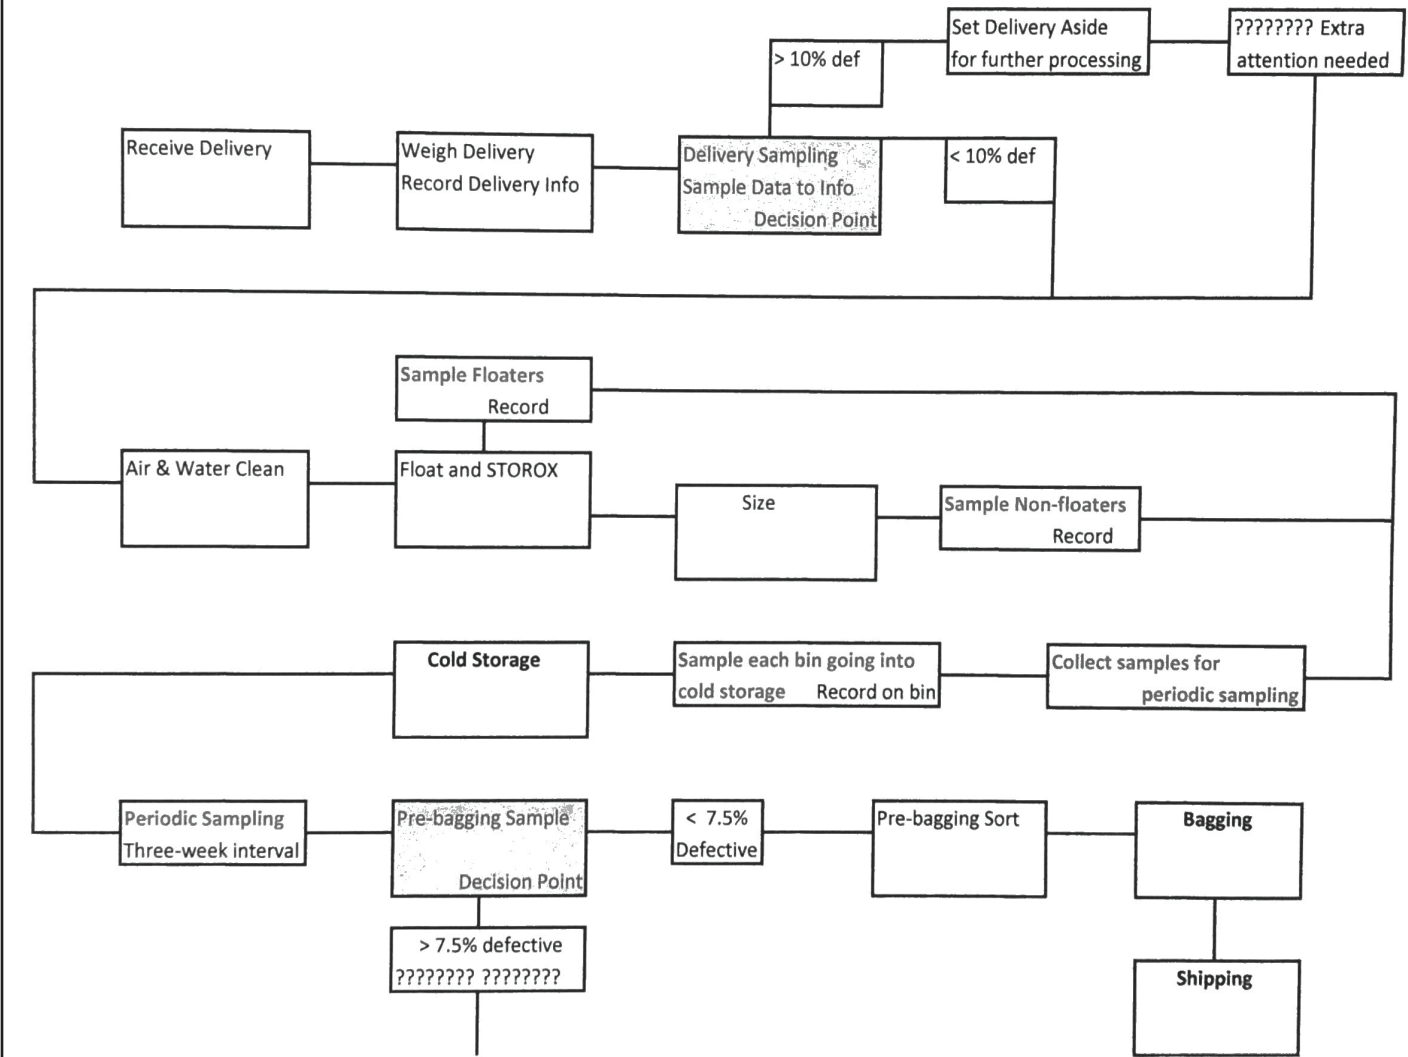 Set Delivery Aside
for further processing
???????? Extra
attention needed
> 10% def
Receive Delivery
Weigh Delivery
Record Delivery Info
Delivery Sampling
Sample Data to Info
Decision Point
< 10% def
Sample Floaters
Record
Air & Water Clean
Float and STOROX
Size
Sample Non-floaters
Record
Cold Storage
Sample each bin going into
cold storage Record on bin
Collect samples for
periodic sampling
Periodic Sampling
Three-week interval
Pre-bagging Sample
Decision Point
< 7.5%
Defective
Pre-bagging Sort
Bagging
> 7.5% defective
???????? ????????
Shipping